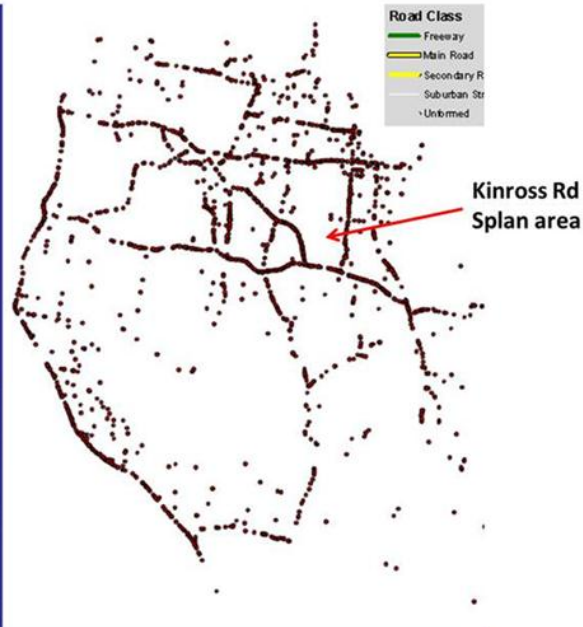 Road Class
Freeway
Main Road
Secondary R
Suburban Str
Unformed
Kinross Rd
Splan area